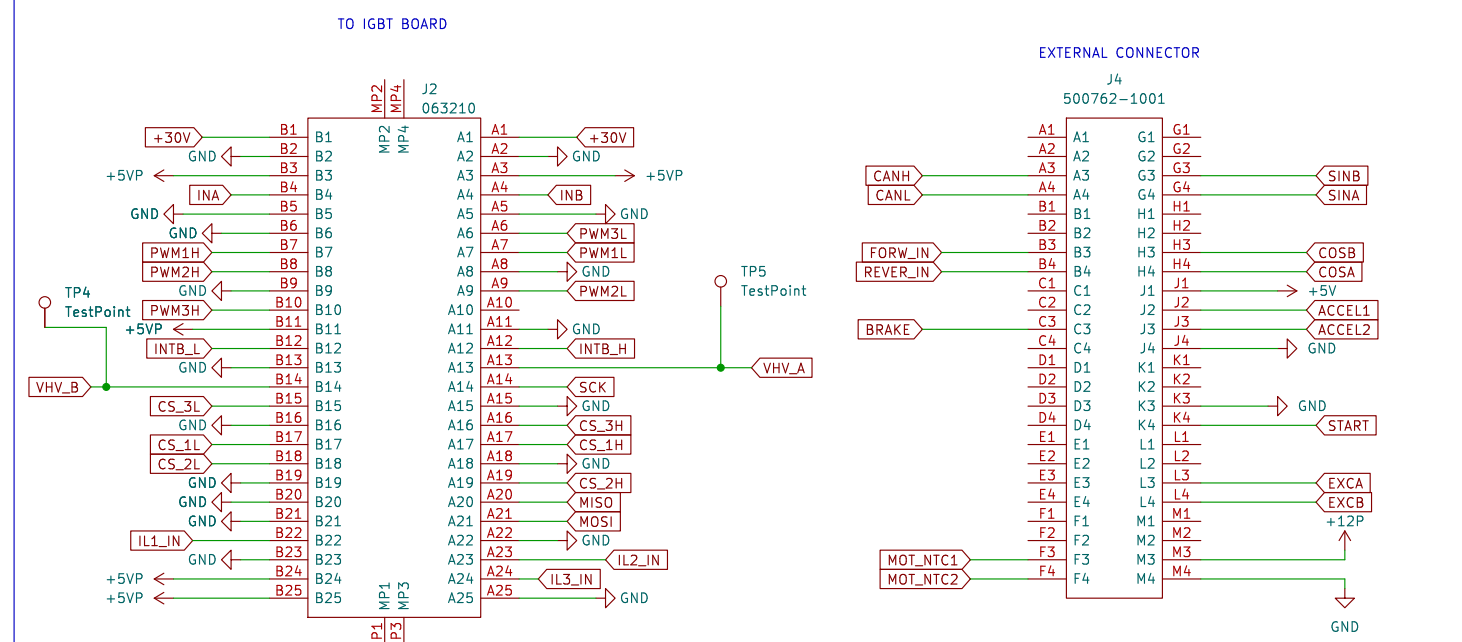 TO IGBT BOARD
EXTERNAL CONNECTOR
J2
063210
J4
500762-1001
MP2 MP4
MP2 MP4
+30V B1 B1 A1 A1 +30V
GND B2 B2 A2 A2 GND
+5VP B3 B3 A3 A3 +5VP
INA B4 B4 A4 A4 INB
GND B5 B5 A5 A5 GND
GND B6 B6 A6 A6 PWM3L
PWM1H B7 B7 A7 A7 PWM1L
PWM2H B8 B8 A8 A8 GND
GND B9 B9 A9 A9 PWM2L
PWM3H B10 B10 A10 A10
+5VP B11 B11 A11 A11 GND
INTB_L B12 B12 A12 A12 INTB_H
GND B13 B13 A13 A13 VHV_A
VHV_B B14 B14 A14 A14 SCK
CS_3L B15 B15 A15 A15 GND
GND B16 B16 A16 A16 CS_3H
CS_1L B17 B17 A17 A17 CS_1H
CS_2L B18 B18 A18 A18 GND
GND B19 B19 A19 A19 CS_2H
GND B20 B20 A20 A20 MISO
GND B21 B21 A21 A21 MOSI
IL1_IN B22 B22 A22 A22 GND
GND B23 B23 A23 A23 IL2_IN
+5VP B24 B24 A24 A24 IL3_IN
+5VP B25 B25 A25 A25 GND
MP1 MP3
P1 P3
TP4
TestPoint
TP5
TestPoint
A1 A1 G1 G1
A2 A2 G2 G2
CANH A3 A3 G3 G3 SINB
CANL A4 A4 G4 G4 SINA
B1 B1 H1 H1
B2 B2 H2 H2
FORW_IN B3 B3 H3 H3 COSB
REVER_IN B4 B4 H4 H4 COSA
C1 C1 J1 J1 +5V
C2 C2 J2 J2 ACCEL1
BRAKE C3 C3 J3 J3 ACCEL2
C4 C4 J4 J4 GND
D1 D1 K1 K1
D2 D2 K2 K2
D3 D3 K3 K3 GND
D4 D4 K4 K4 START
E1 E1 L1 L1
E2 E2 L2 L2
E3 E3 L3 L3 EXCA
E4 E4 L4 L4 EXCB
F1 F1 M1 M1 +12P
F2 F2 M2 M2
MOT_NTC1 F3 F3 M3 M3
MOT_NTC2 F4 F4 M4 M4
GND